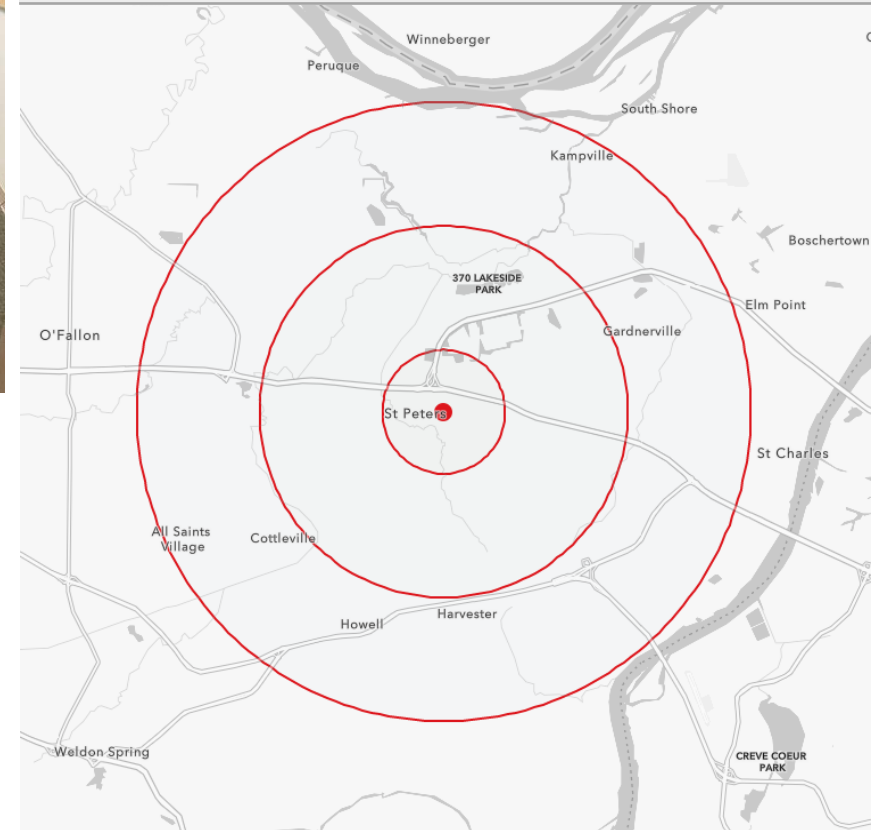 Winneberger
Peruque
South Shore
Kampville
Boschertown
370 LAKESIDE
PARK
Elm Point
O'Fallon
Gardnerville
St Peters
St Charles
All Saints
Village
Cottleville
Harvester
Howell
Weldon Spring
CREVE COEUR
PARK